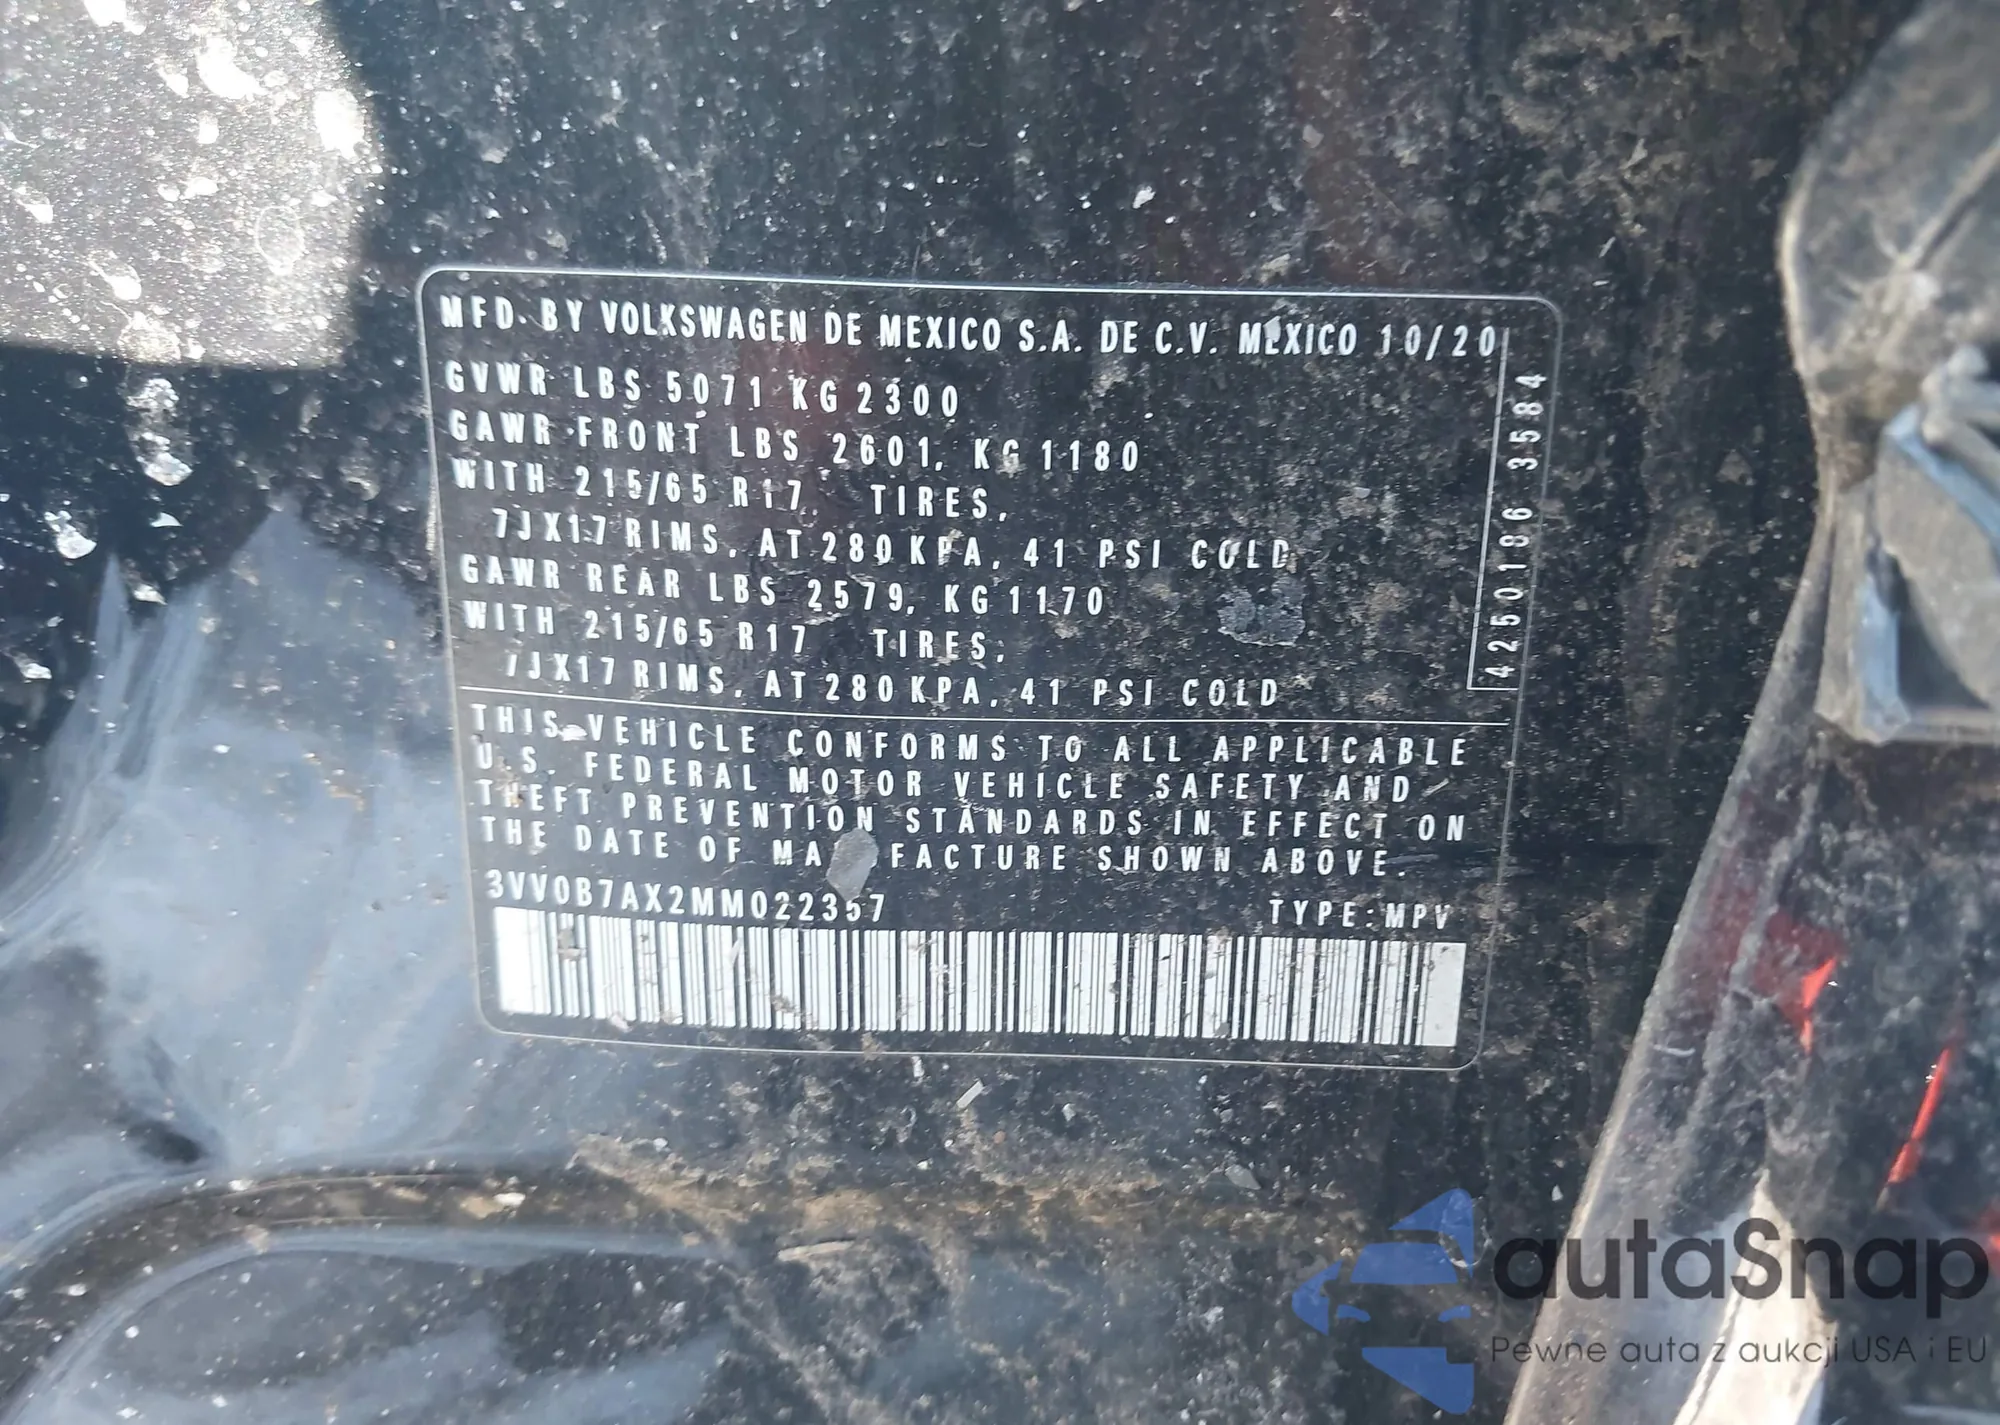 MFD. BY VOLKSWAGEN DE MEXICO S.A. DE C.V. MEXICO 10/20
GVWR LBS 5071 KG 2300
GAWR FRONT LBS 2601, KG 1180
WITH 215/65 R17 TIRES,
7JX17 RIMS, AT 280 KPA, 41 PSI COLD
GAWR REAR LBS 2579, KG 1170
WITH 215/65 R17 TIRES,
7JX17 RIMS, AT 280 KPA, 41 PSI COLD
4250186 3584
THIS VEHICLE CONFORMS TO ALL APPLICABLE
U.S. FEDERAL MOTOR VEHICLE SAFETY AND
THEFT PREVENTION STANDARDS IN EFFECT ON
THE DATE OF MANUFACTURE SHOWN ABOVE.
3VV0B7AX2MM022357 TYPE:MPV
autaSnap
Pewne auta z aukcji USA i EU